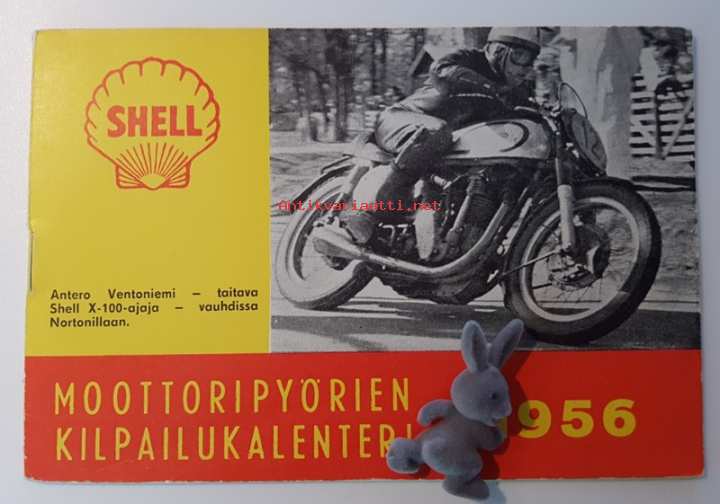 SHELL
Antikvariaatti.net
Antero Ventoniemi – taitava
Shell X-100-ajaja – vauhdissa
Nortonillaan.
MOOTTORIPYÖRIEN
KILPAILUKALENTERI
1956